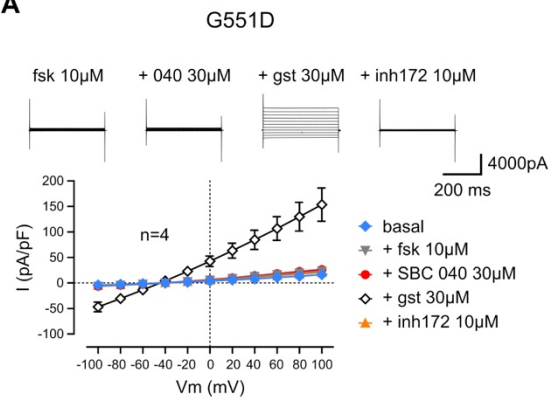 A
G551D
fsk 10µM
+ 040 30µM
+ gst 30µM
+ inh172 10µM
4000pA
200 ms
200
150
100
50
0
-50
-100
I (pA/pF)
n=4
-100 -80 -60 -40 -20 0 20 40 60 80 100
Vm (mV)
basal
+ fsk 10µM
+ SBC 040 30µM
+ gst 30µM
+ inh172 10µM